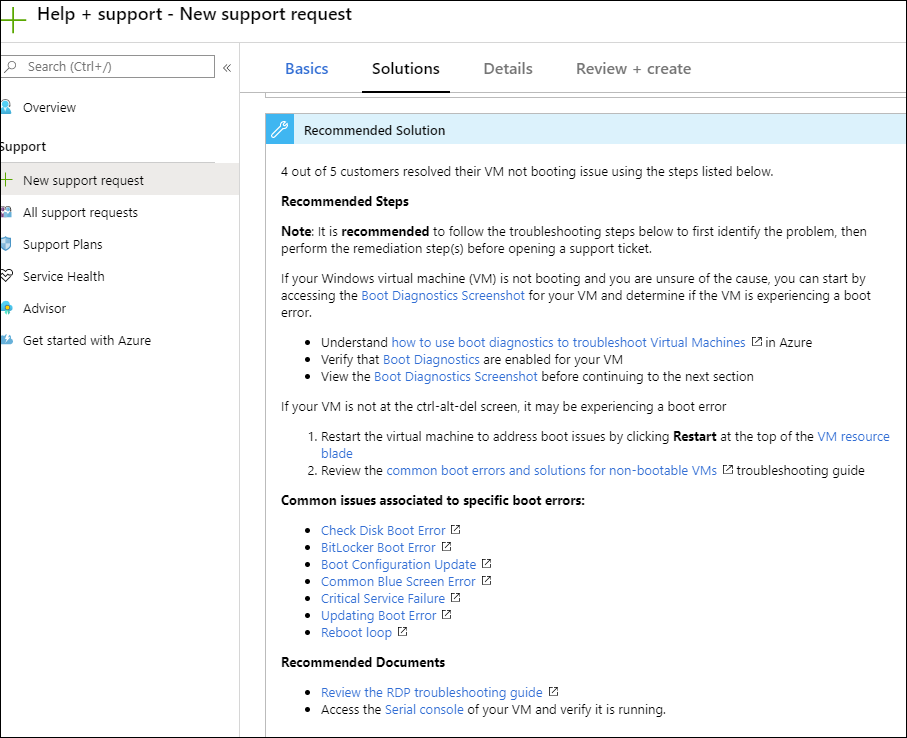 Help + support - New support request
Search (Ctrl+/)
«
Overview
Support
New support request
All support requests
Support Plans
Service Health
Advisor
Get started with Azure
Basics Solutions Details Review + create
Recommended Solution
4 out of 5 customers resolved their VM not booting issue using the steps listed below.
Recommended Steps
Note: It is recommended to follow the troubleshooting steps below to first identify the problem, then
perform the remediation step(s) before opening a support ticket.
If your Windows virtual machine (VM) is not booting and you are unsure of the cause, you can start by
accessing the Boot Diagnostics Screenshot for your VM and determine if the VM is experiencing a boot
error.
• Understand how to use boot diagnostics to troubleshoot Virtual Machines in Azure
• Verify that Boot Diagnostics are enabled for your VM
• View the Boot Diagnostics Screenshot before continuing to the next section
If your VM is not at the ctrl-alt-del screen, it may be experiencing a boot error
1. Restart the virtual machine to address boot issues by clicking Restart at the top of the VM resource
blade
2. Review the common boot errors and solutions for non-bootable VMs troubleshooting guide
Common issues associated to specific boot errors:
• Check Disk Boot Error
• BitLocker Boot Error
• Boot Configuration Update
• Common Blue Screen Error
• Critical Service Failure
• Updating Boot Error
• Reboot loop
Recommended Documents
• Review the RDP troubleshooting guide
• Access the Serial console of your VM and verify it is running.